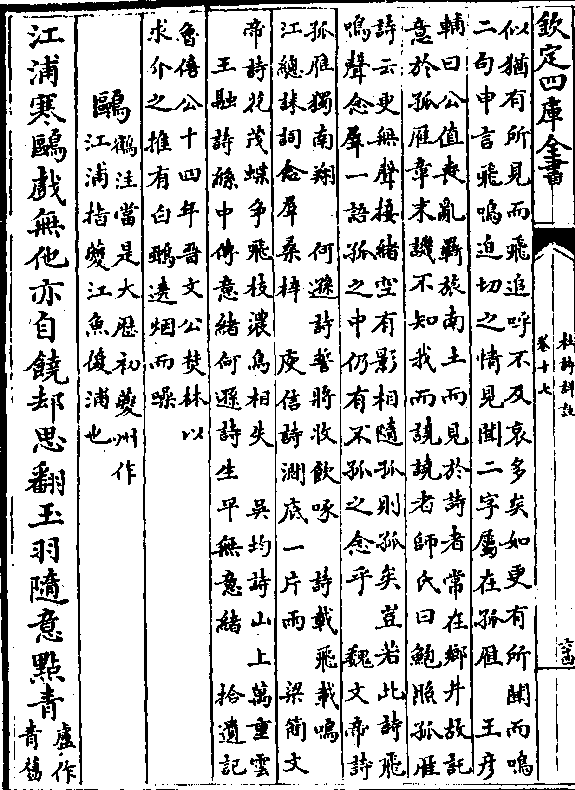 欽定四庫全書
杜詩詳註
卷十七
似猶有所見而飛追呼不及哀多矣如更有所聞而鳴
二句申言飛鳴迫切之情見聞二字屬在孤雁 王彦
輔曰公值喪亂羈旅南土而見於詩者常在鄉井故託
意於孤雁章末譏不知我而譊譊者師氏曰鮑照孤雁
詩云更無聲接緒空有影相隨孤則孤矣豈若此詩飛
鳴聲念羣一語孤之中仍有不孤之念乎 魏文帝詩
孤雁獨南翔 何遜詩誓將收飲啄 詩載飛載鳴
江總詠詞念羣桑梓 庾信詩澗底一片雨 梁簡文
帝詩花茂蝶爭飛枝濃鳥相失 吳均詩山上萬重雲
王融詩絲中傳意緒何遜詩生平無意緒 拾遺記
魯僖公十四年晉文公焚林以
求介之推有白鵶遶烟而噪
鷗
鶴注當是大歴初夔州作
江浦指夔江魚復浦也
江浦寒鷗戲無他亦自饒却思翻玉羽隨意點青
盧作
青舊